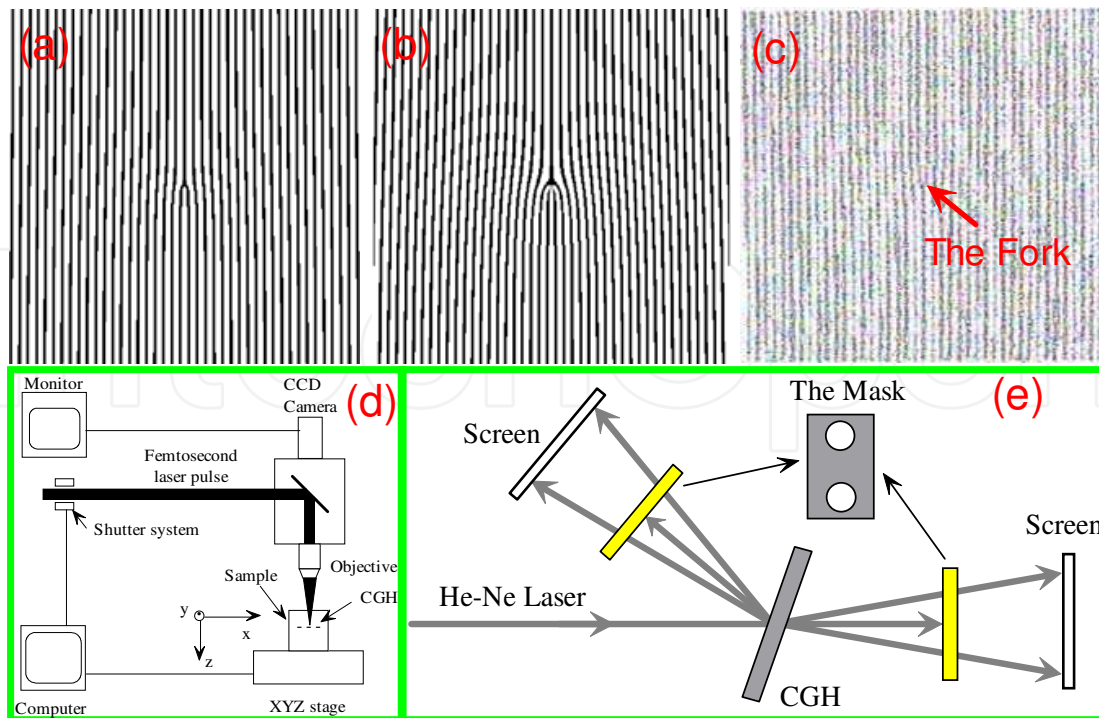 (a)
(b)
(c)
The Fork
Monitor
CCD
Camera
(d)
Femtosecond
laser pulse
Shutter system
Sample
Objective
CGH
y
x
z
Computer
XYZ stage
The Mask
(e)
Screen
Screen
He-Ne Laser
CGH